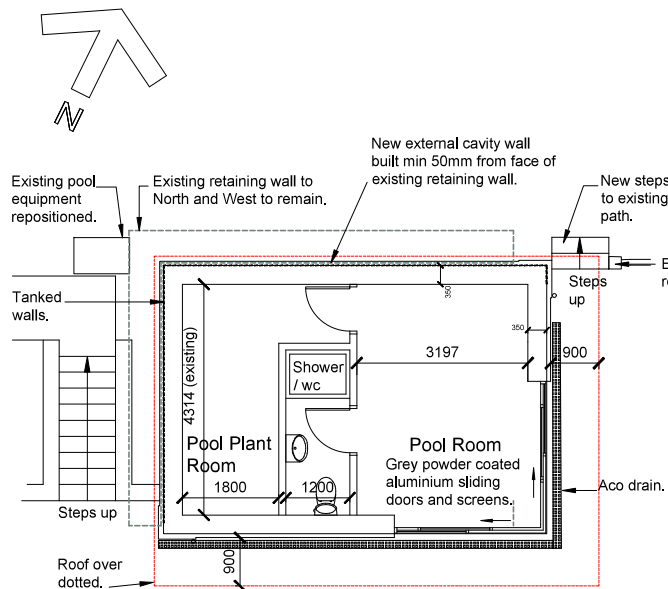 N
New external cavity wall
built min 50mm from face of
existing retaining wall.
Existing pool
equipment
repositioned.
Existing retaining wall to
North and West to remain.
New steps
to existing
path.
E
re
Steps
up
350
Tanked
walls.
350
4314 (existing)
Shower
/ wc
3197
900
Pool Plant
Room
Pool Room
Grey powder coated
aluminium sliding
doors and screens.
1800
1200
Aco drain.
Steps up
900
Roof over
dotted.